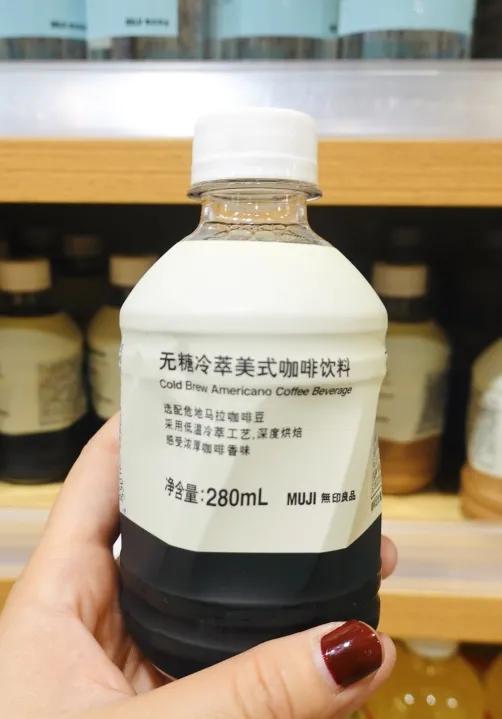 无糖冷萃美式咖啡饮料
Cold Brew Americano Coffee Beverage
选配危地马拉咖啡豆
采用低温冷萃工艺,深度烘焙
感受浓厚咖啡香味
净含量:280mL MUJI 無印良品